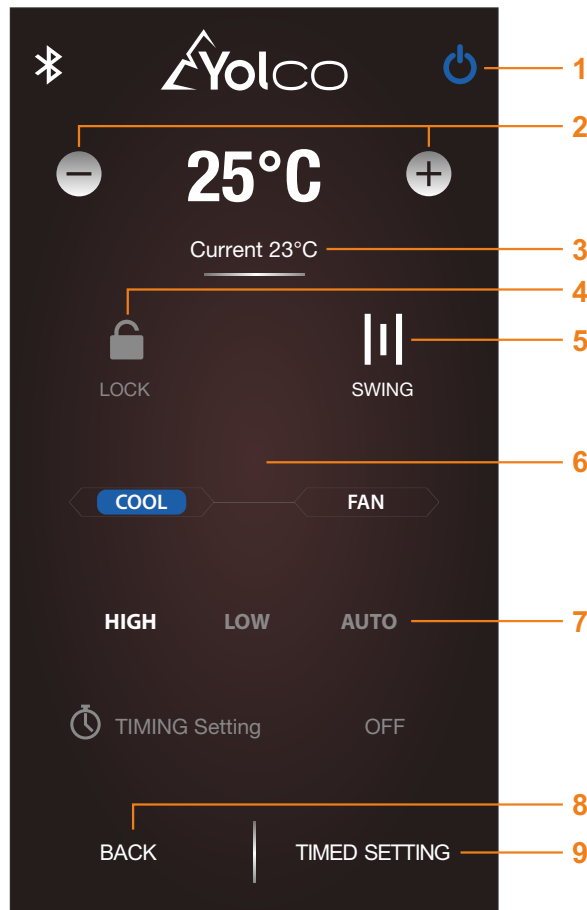 Yolco
1
2
25°C
Current 23°C
3
4
5
LOCK
SWING
6
COOL
FAN
HIGH
LOW
AUTO
7
TIMING Setting
OFF
8
BACK
TIMED SETTING
9